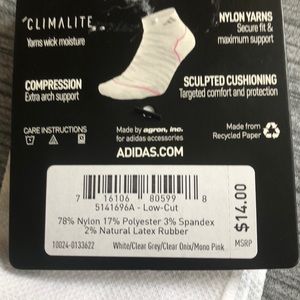 CLIMALITE
Yarns wick moisture
NYLON YARNS
Secure fit &
maximum support
COMPRESSION
Extra arch support
SCULPTED CUSHIONING
Targeted comfort and protection
CARE INSTRUCTIONS
Made by agron, inc.
for adidas accessories
ADIDAS.COM
Made from
Recycled Paper
7 16106 80599 8
5141696A - Low-Cut
78% Nylon 17% Polyester 3% Spandex
2% Natural Latex Rubber
10024-0133622 White/Clear Grey/Clear Onix/Mono Pink
$14.00
MSRP